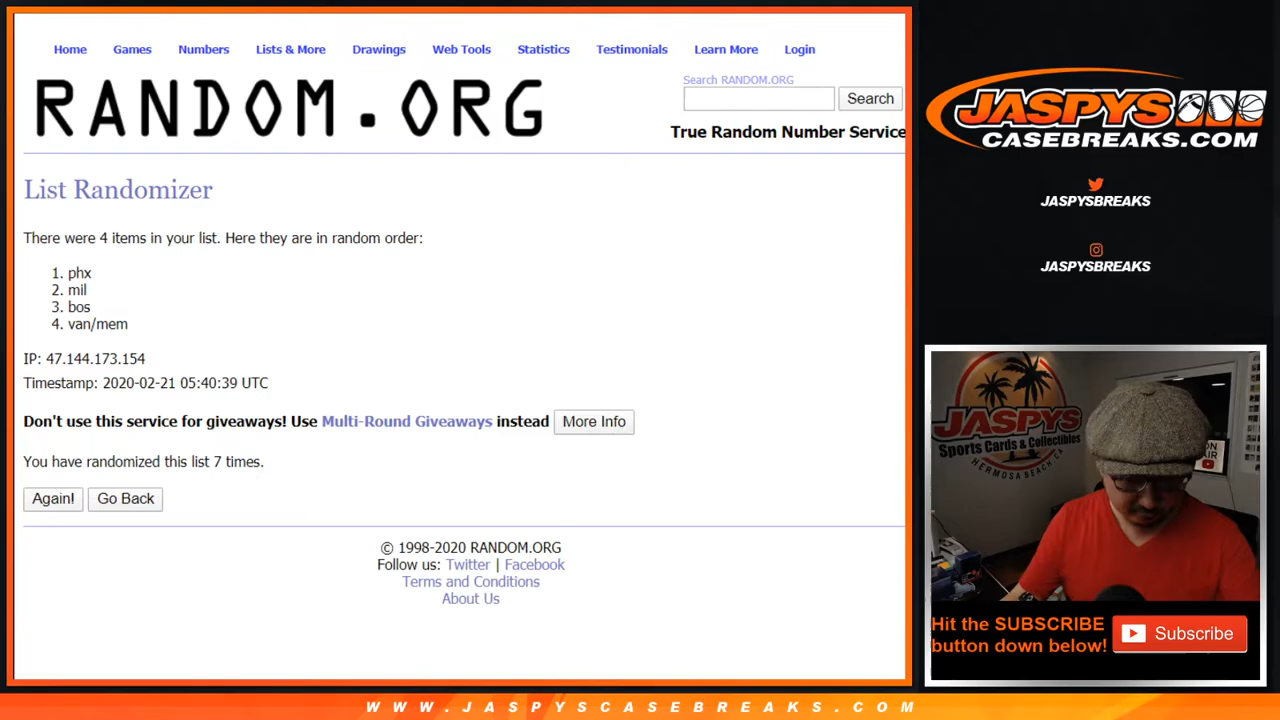 Home Games Numbers Lists & More Drawings Web Tools Statistics Testimonials Learn More Login
RANDOM.ORG
Search RANDOM.ORG
Search
True Random Number Service
List Randomizer
There were 4 items in your list. Here they are in random order:
1. phx
2. mil
3. bos
4. van/mem
IP: 47.144.173.154
Timestamp: 2020-02-21 05:40:39 UTC
Don't use this service for giveaways! Use Multi-Round Giveaways instead More Info
You have randomized this list 7 times.
Again! Go Back
© 1998-2020 RANDOM.ORG
Follow us: Twitter | Facebook
Terms and Conditions
About Us
JASPYS
CASEBREAKS.COM
JASPYSBREAKS
JASPYSBREAKS
JASPYS
Sports Cards & Collectibles
HERMOSA BEACH CA
ON
AIR
Hit the SUBSCRIBE
button down below!
Subscribe
WWW.JASPYSCASEBREAKS.COM